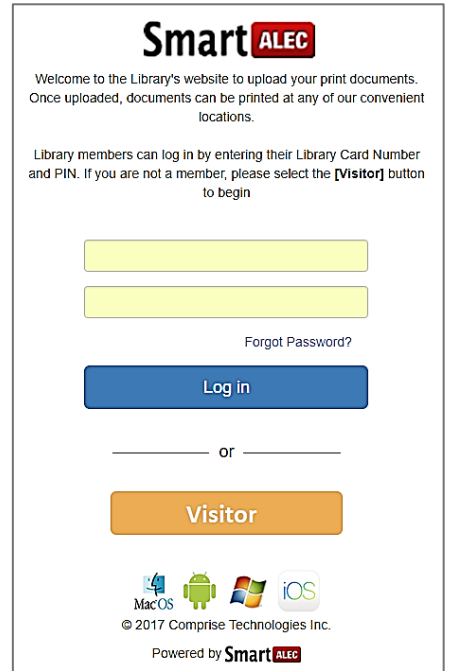 Smart ALEC
Welcome to the Library's website to upload your print documents.
Once uploaded, documents can be printed at any of our convenient
locations.
Library members can log in by entering their Library Card Number
and PIN. If you are not a member, please select the [Visitor] button
to begin
Forgot Password?
Log in
or
Visitor
Mac OS
iOS
© 2017 Comprise Technologies Inc.
Powered by Smart ALEC